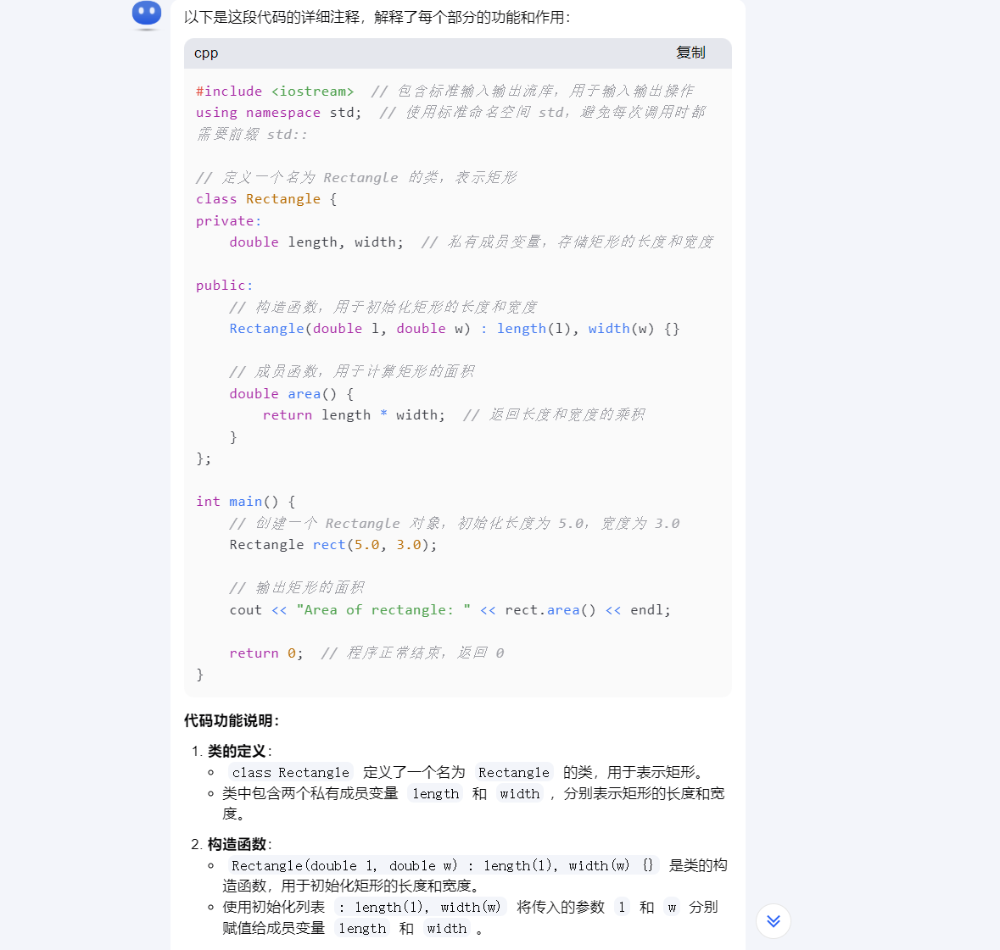 以下是这段代码的详细注释，解释了每个部分的功能和作用：
cpp 复制
#include <iostream>  // 包含标准输入输出流库，用于输入输出操作
using namespace std;  // 使用标准命名空间 std，避免每次调用时都
需要前缀 std::
// 定义一个名为 Rectangle 的类，表示矩形
class Rectangle {
private:
    double length, width;  // 私有成员变量，存储矩形的长度和宽度
public:
    // 构造函数，用于初始化矩形的长度和宽度
    Rectangle(double l, double w) : length(l), width(w) {}
    // 成员函数，用于计算矩形的面积
    double area() {
        return length * width;  // 返回长度和宽度的乘积
    }
};
int main() {
    // 创建一个 Rectangle 对象，初始化长度为 5.0，宽度为 3.0
    Rectangle rect(5.0, 3.0);
    // 输出矩形的面积
    cout << "Area of rectangle: " << rect.area() << endl;
    return 0;  // 程序正常结束，返回 0
}
代码功能说明：
1. 类的定义：
class Rectangle 定义了一个名为 Rectangle 的类，用于表示矩形。
类中包含两个私有成员变量 length 和 width ，分别表示矩形的长度和宽
度。
2. 构造函数：
Rectangle(double l, double w) : length(l), width(w) {} 是类的构
造函数，用于初始化矩形的长度和宽度。
使用初始化列表 : length(l), width(w) 将传入的参数 l 和 w 分别
赋值给成员变量 length 和 width 。